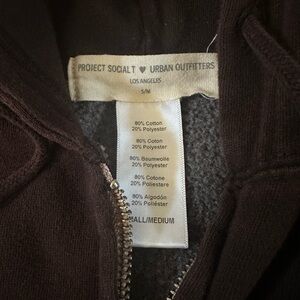 PROJECT SOCIAL T ♥ URBAN OUTFITTERS
LOS ANGELES
S/M
80% Cotton
20% Polyester
80% Coton
20% Polyester
80% Baumwolle
20% Polyester
80% Cotone
20% Poliestere
80% Algodón
20% Poliéster
MALL/MEDIUM